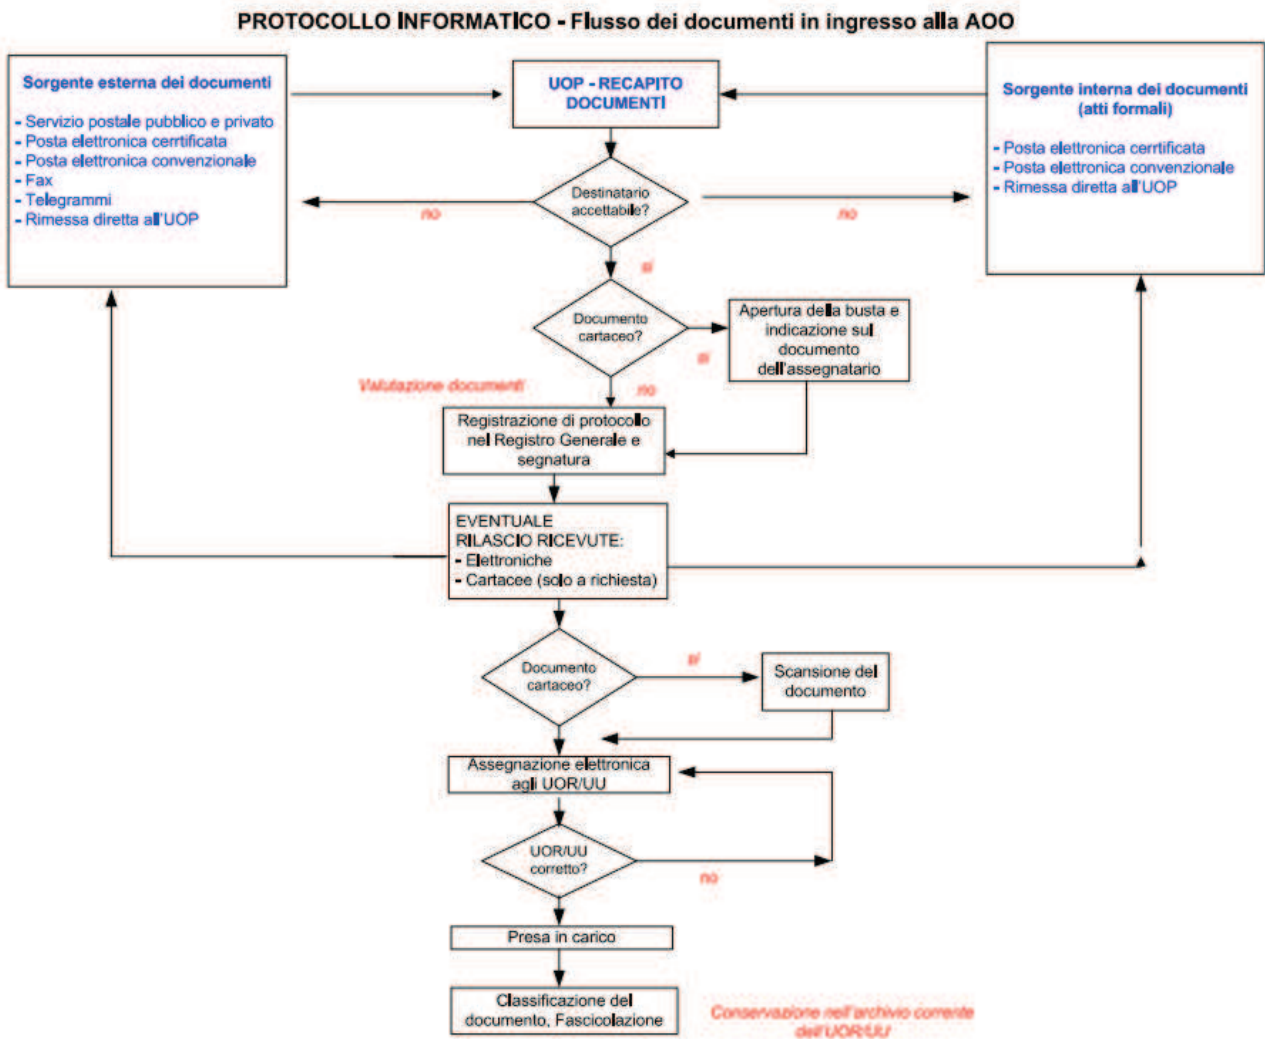 PROTOCOLLO INFORMATICO - Flusso dei documenti in ingresso alla AOO
Sorgente esterna dei documenti
- Servizio postale pubblico e privato
- Posta elettronica cerrtificata
- Posta elettronica convenzionale
- Fax
- Telegrammi
- Rimessa diretta all'UOP
UOP - RECAPITO
DOCUMENTI
Sorgente interna dei documenti
(atti formali)
- Posta elettronica cerrtificata
- Posta elettronica convenzionale
- Rimessa diretta all'UOP
Destinatario
accettabile?
no
no
sí
Documento
cartaceo?
sí
Apertura della busta e
indicazione sul
documento
dell'assegnatario
Valutazione documenti
no
Registrazione di protocollo
nel Registro Generale e
segnatura
EVENTUALE
RILASCIO RICEVUTE:
- Elettroniche
- Cartacee (solo a richiesta)
Documento
cartaceo?
sí
Scansione del
documento
Assegnazione elettronica
agli UOR/UU
UOR/UU
corretto?
no
Presa in carico
Classificazione del
documento, Fascicolazione
Conservazione nell'archivio corrente
dell'UOR/UU